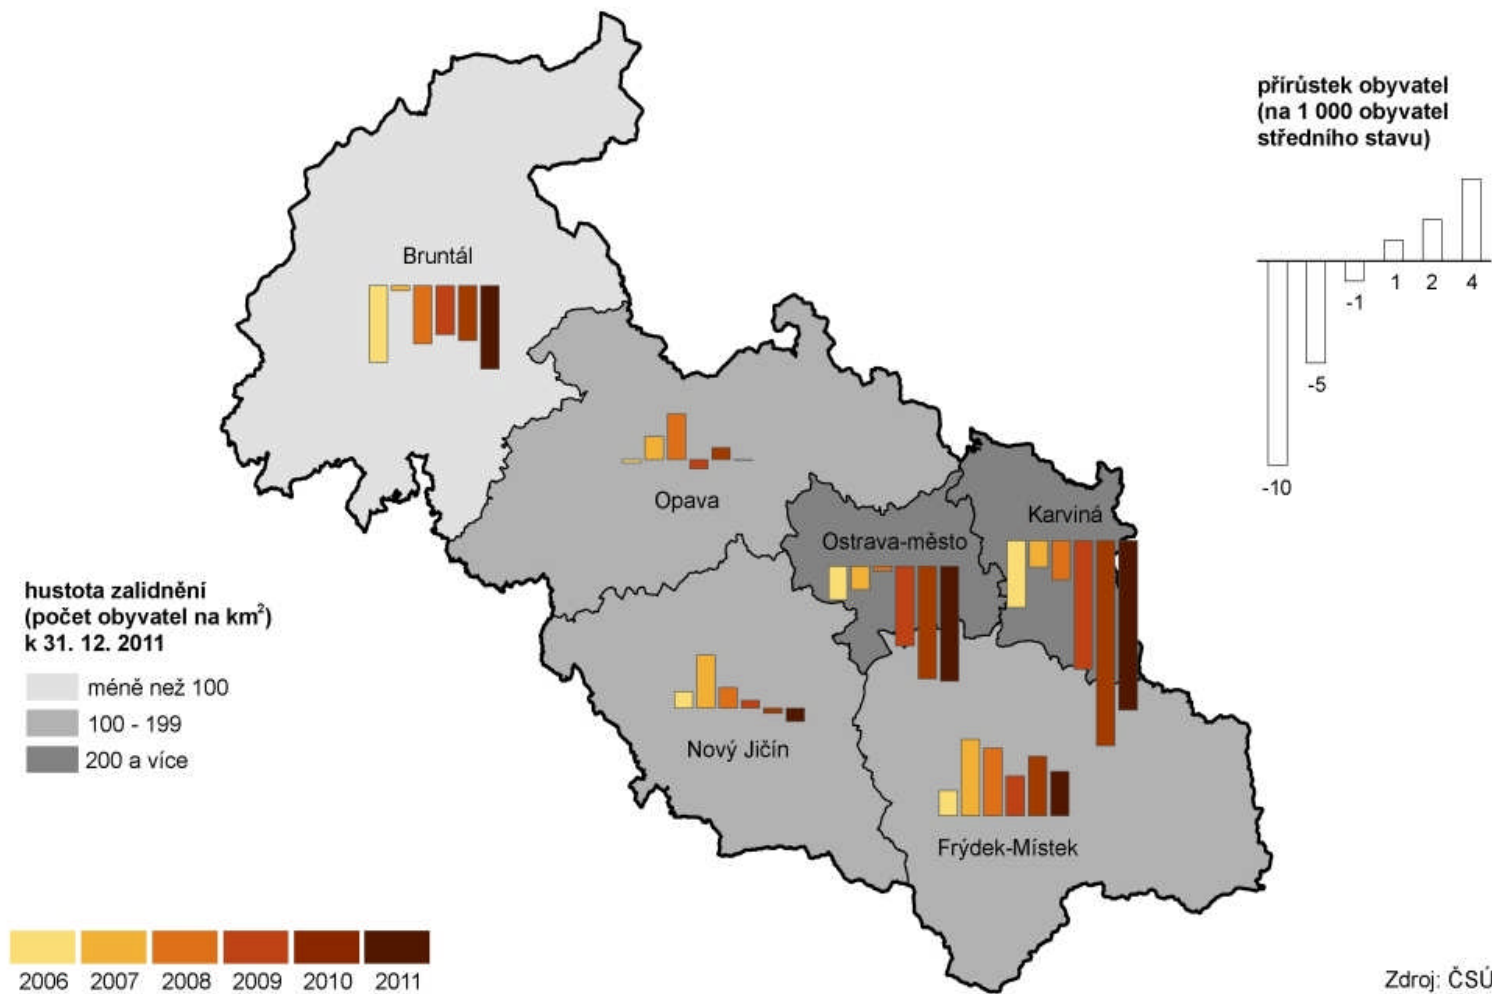 přírůstek obyvatel
(na 1 000 obyvatel
středního stavu)
1 2 4
-1
-5
-10
Bruntál
Opava
Karviná
Ostrava-město
Nový Jičín
Frýdek-Místek
hustota zalidnění
(počet obyvatel na km²)
k 31. 12. 2011
méně než 100
100 - 199
200 a více
2006 2007 2008 2009 2010 2011
Zdroj: ČSÚ